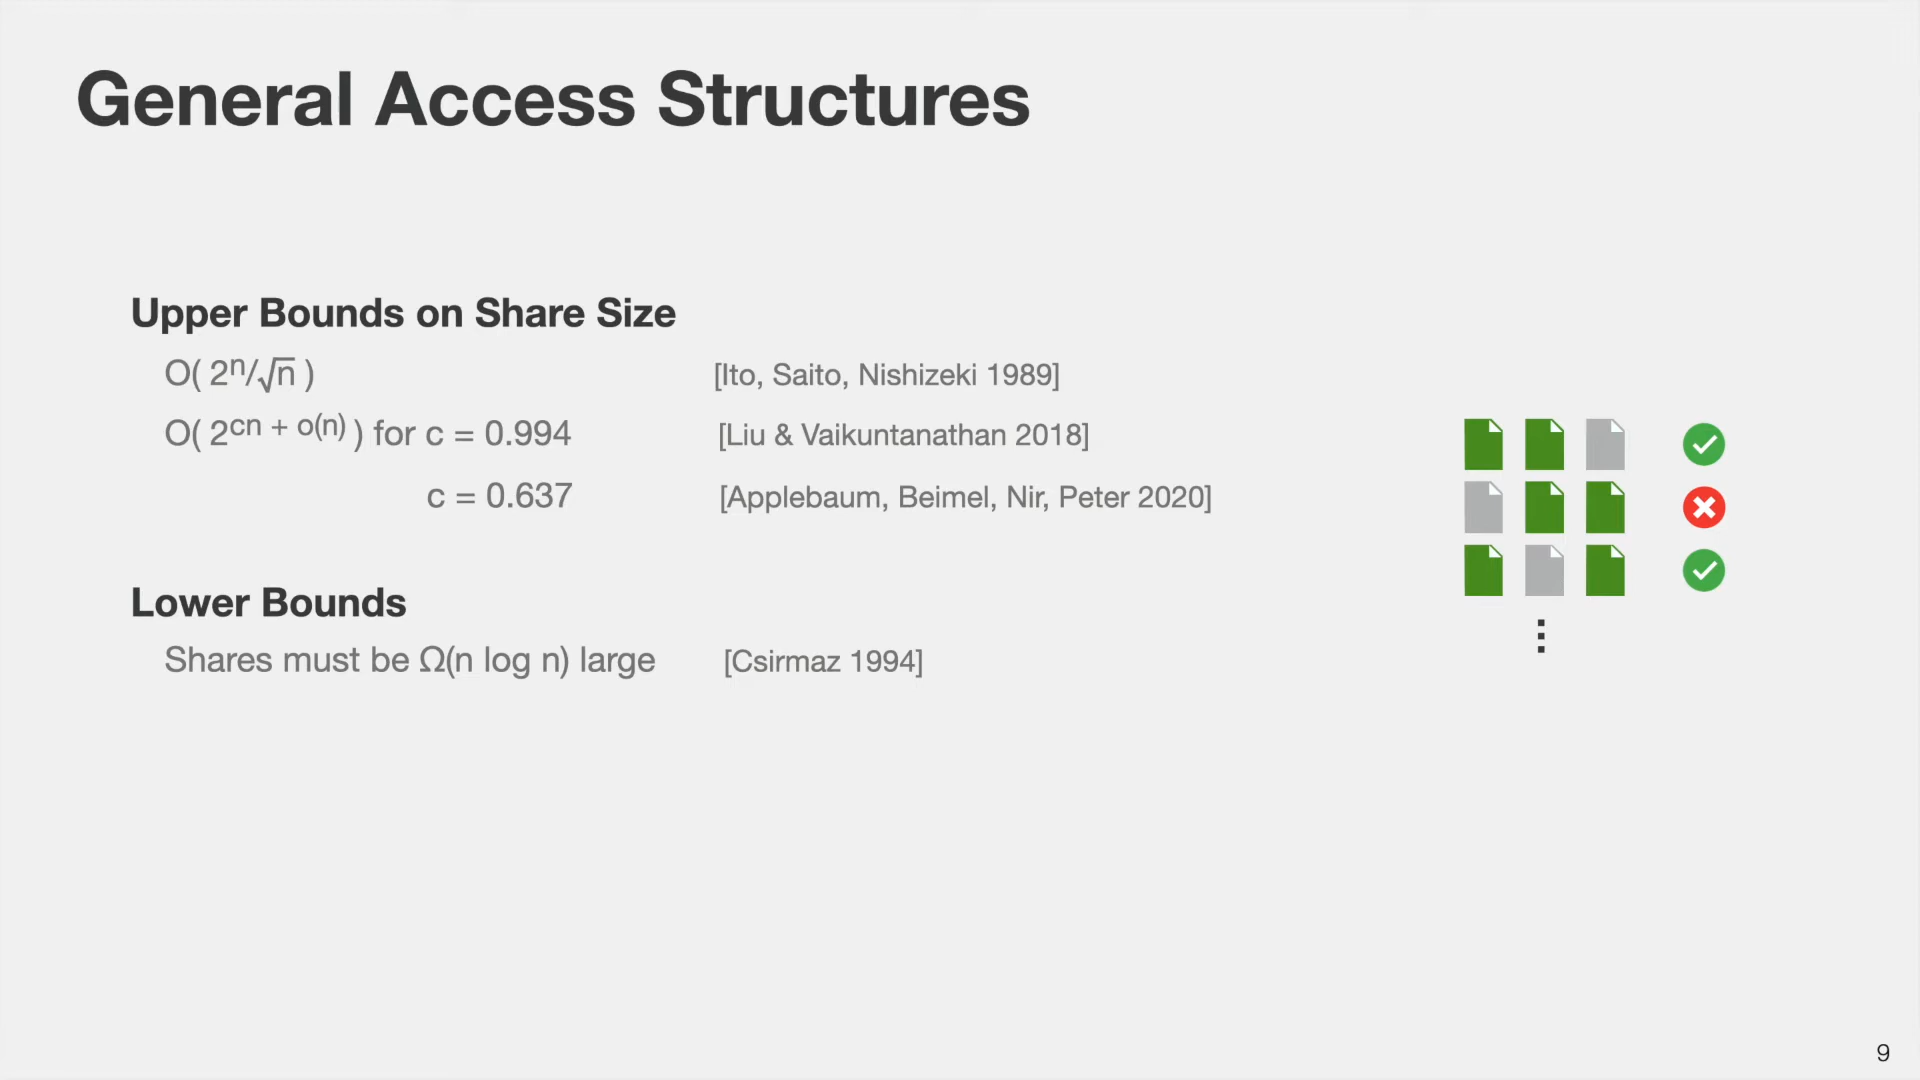 General Access Structures
Upper Bounds on Share Size
O( 2ⁿ/√n ) [Ito, Saito, Nishizeki 1989]
O( 2^{cn + o(n)} ) for c = 0.994 [Liu & Vaikuntanathan 2018]
c = 0.637 [Applebaum, Beimel, Nir, Peter 2020]
Lower Bounds
Shares must be Ω(n log n) large [Csirmaz 1994]
9